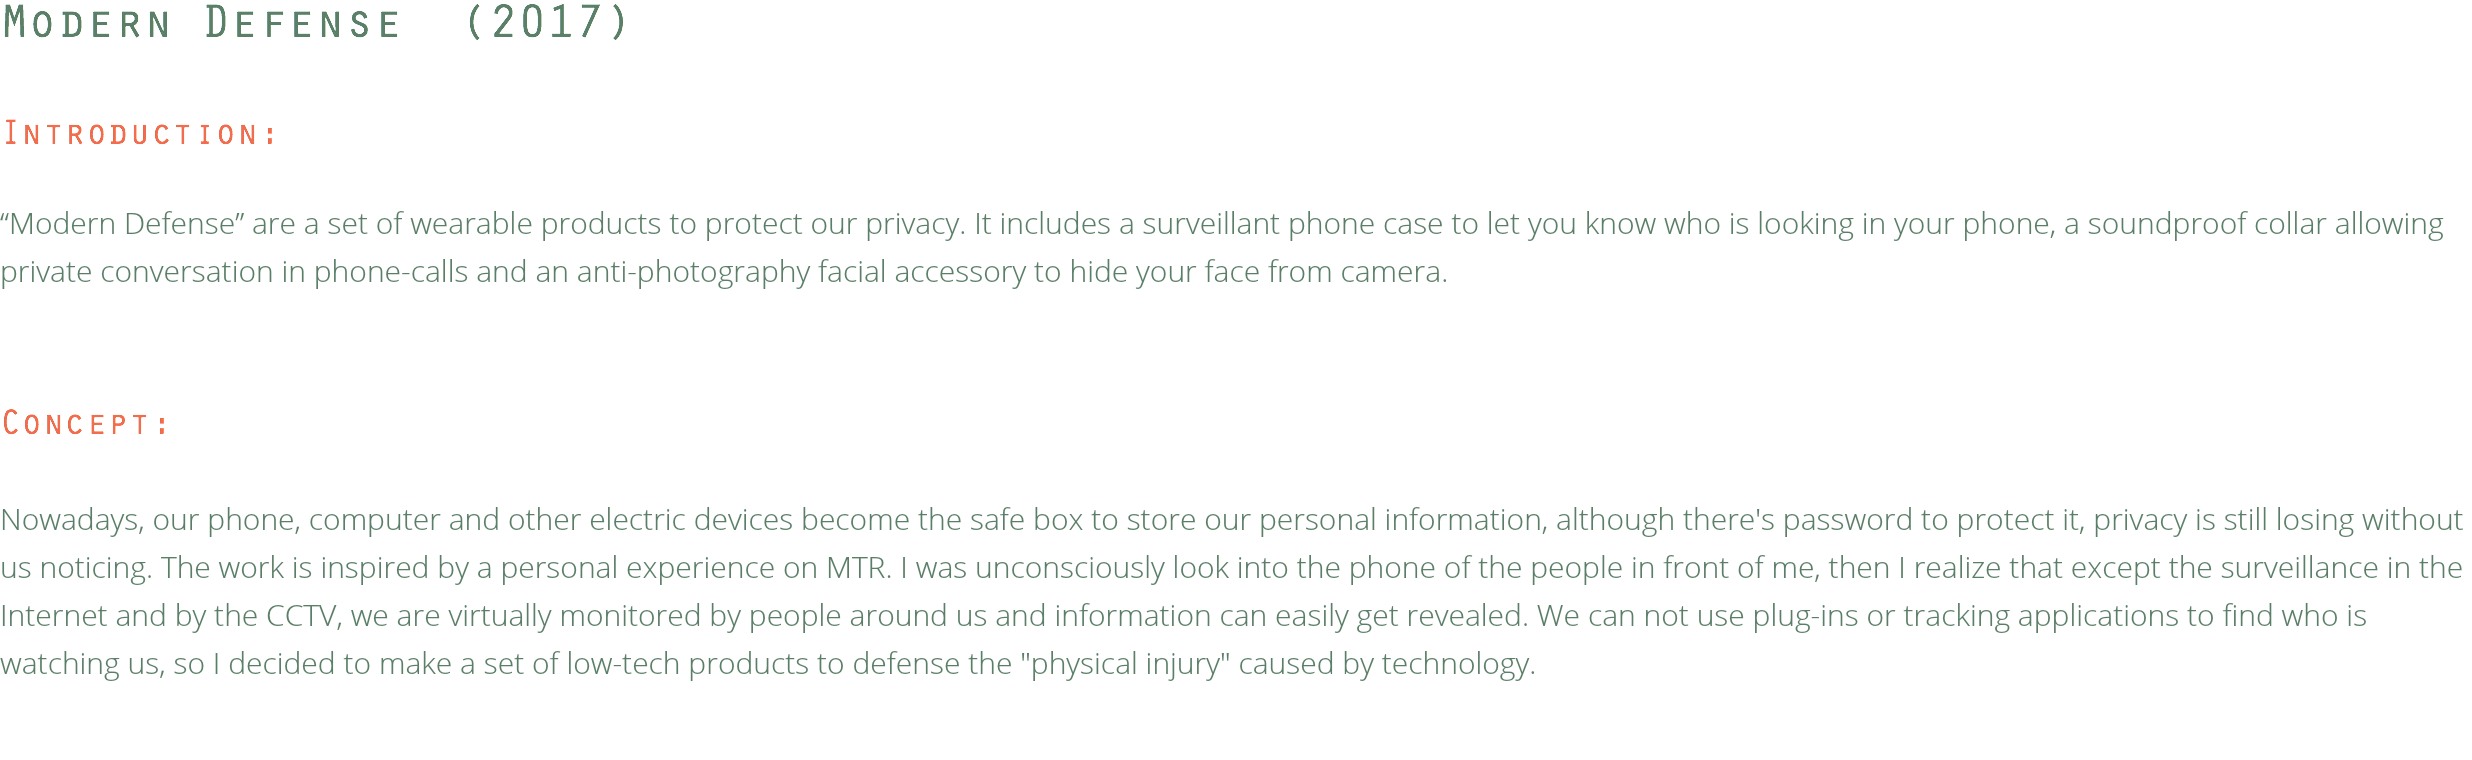 Modern Defense (2017)
Introduction:
“Modern Defense” are a set of wearable products to protect our privacy. It includes a surveillant phone case to let you know who is looking in your phone, a soundproof collar allowing
private conversation in phone-calls and an anti-photography facial accessory to hide your face from camera.
Concept:
Nowadays, our phone, computer and other electric devices become the safe box to store our personal information, although there's password to protect it, privacy is still losing without
us noticing. The work is inspired by a personal experience on MTR. I was unconsciously look into the phone of the people in front of me, then I realize that except the surveillance in the
Internet and by the CCTV, we are virtually monitored by people around us and information can easily get revealed. We can not use plug-ins or tracking applications to find who is
watching us, so I decided to make a set of low-tech products to defense the "physical injury" caused by technology.